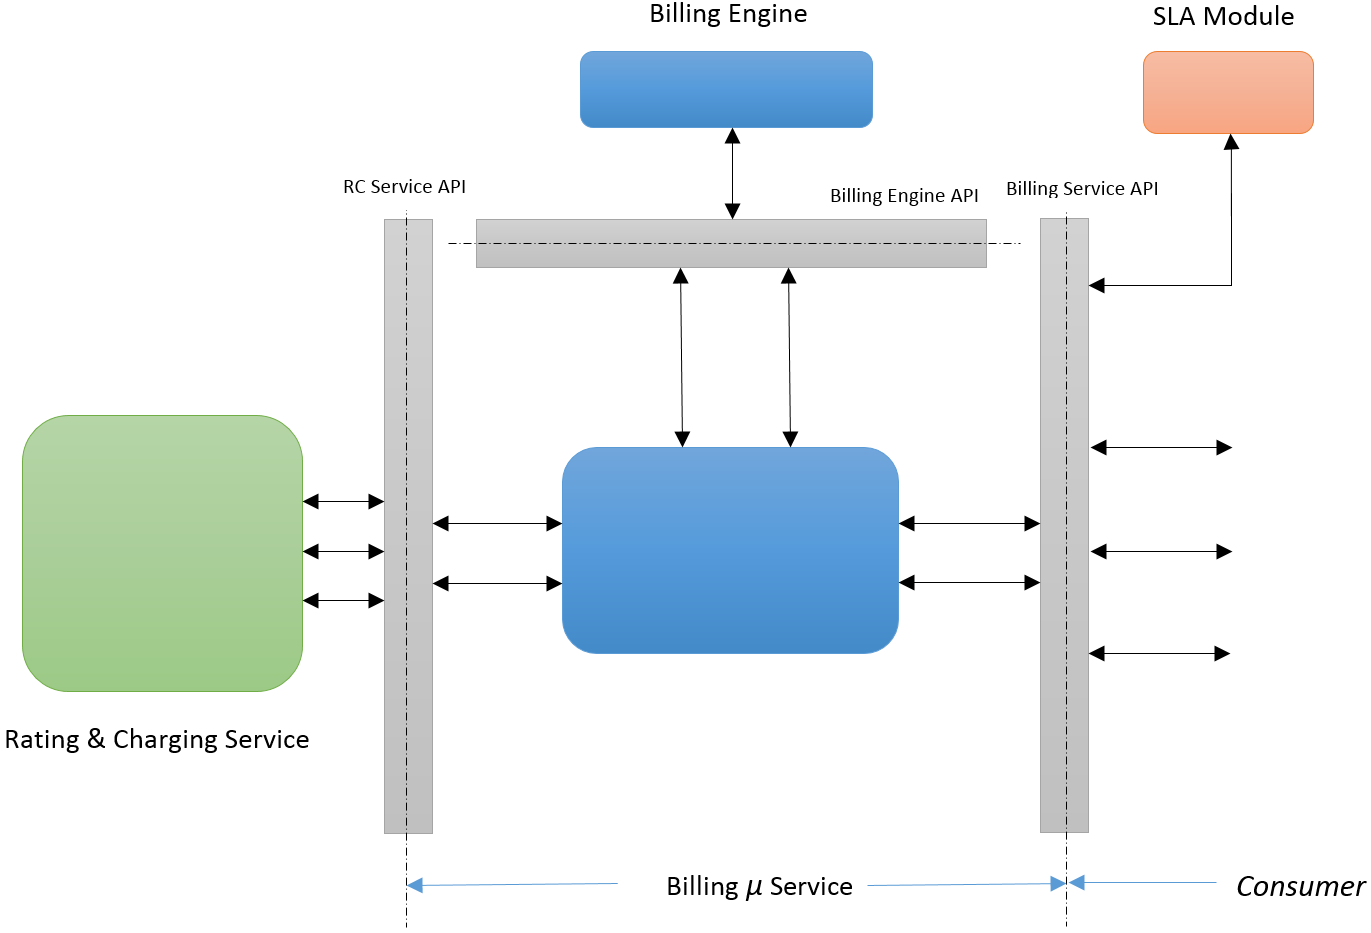 Billing Engine
SLA Module
RC Service API
Billing Engine API
Billing Service API
Rating & Charging Service
Billing μ Service
Consumer